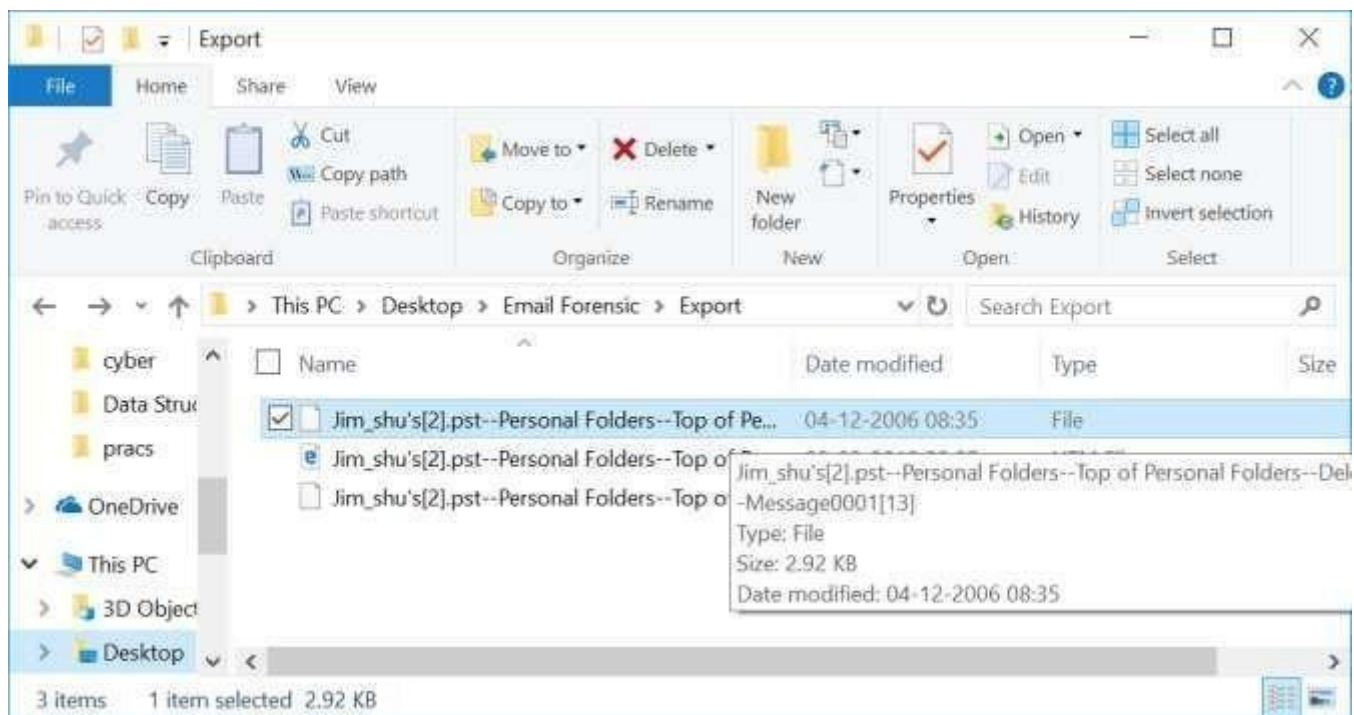 Export
File Home Share View
Pin to Quick access
Copy
Paste
Cut
Copy path
Paste shortcut
Clipboard
Move to
Copy to
Delete
Rename
Organize
New folder
New
Properties
Open
Edit
History
Open
Select all
Select none
Invert selection
Select
This PC > Desktop > Email Forensic > Export
Search Export
cyber
Data Struc
pracs
OneDrive
This PC
3D Object
Desktop
Name Date modified Type Size
Jim_shu's[2].pst--Personal Folders--Top of Pe... 04-12-2006 08:35 File
Jim_shu's[2].pst--Personal Folders--Top of
Jim_shu's[2].pst--Personal Folders--Top o
Jim_shu's[2].pst--Personal Folders--Top of Personal Folders--Del
-Message0001[13]
Type: File
Size: 2.92 KB
Date modified: 04-12-2006 08:35
3 items 1 item selected 2.92 KB